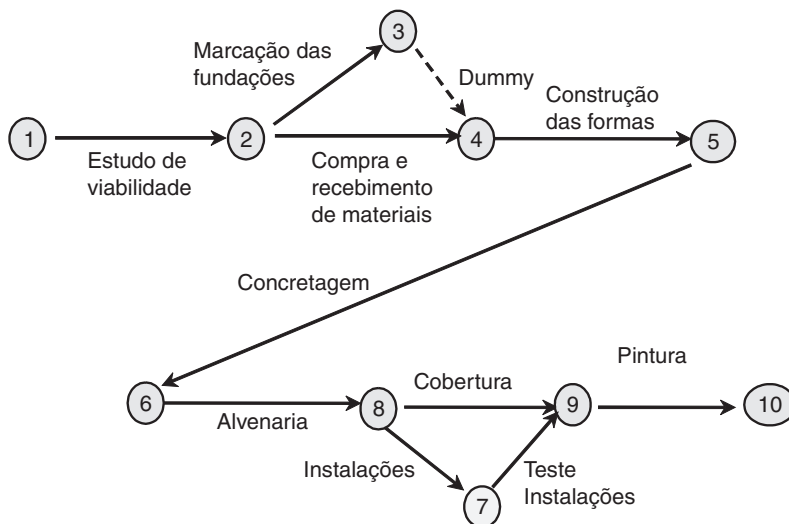 3
Marcação das
fundações
Dummy
Construção
das formas
1
2
4
5
Estudo de
viabilidade
Compra e
recebimento
de materiais
Concretagem
Pintura
Cobertura
6
8
9
10
Alvenaria
Instalações
Teste
Instalações
7